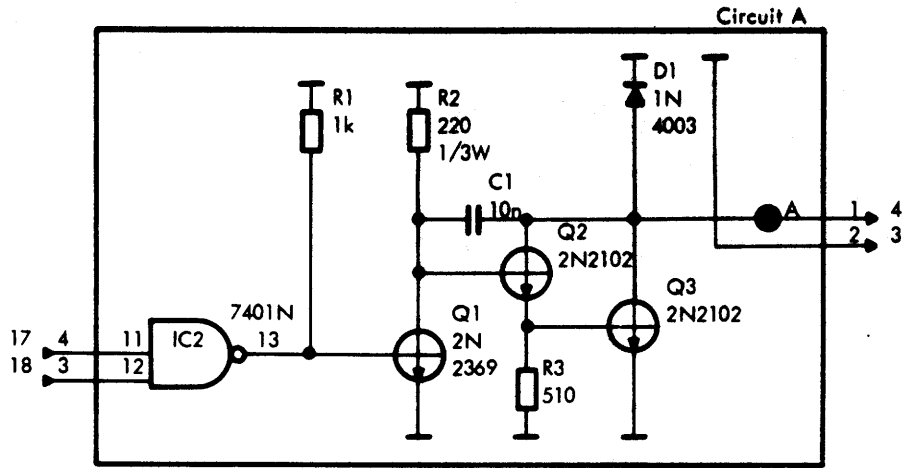 Circuit A
R1
1k
R2
220
1/3W
D1
1N
4003
C1
10n
A
1 4
2 3
Q2
2N2102
Q3
2N2102
7401N
Q1
2N
2369
17 4 11
IC2
13
18 3 12
R3
510